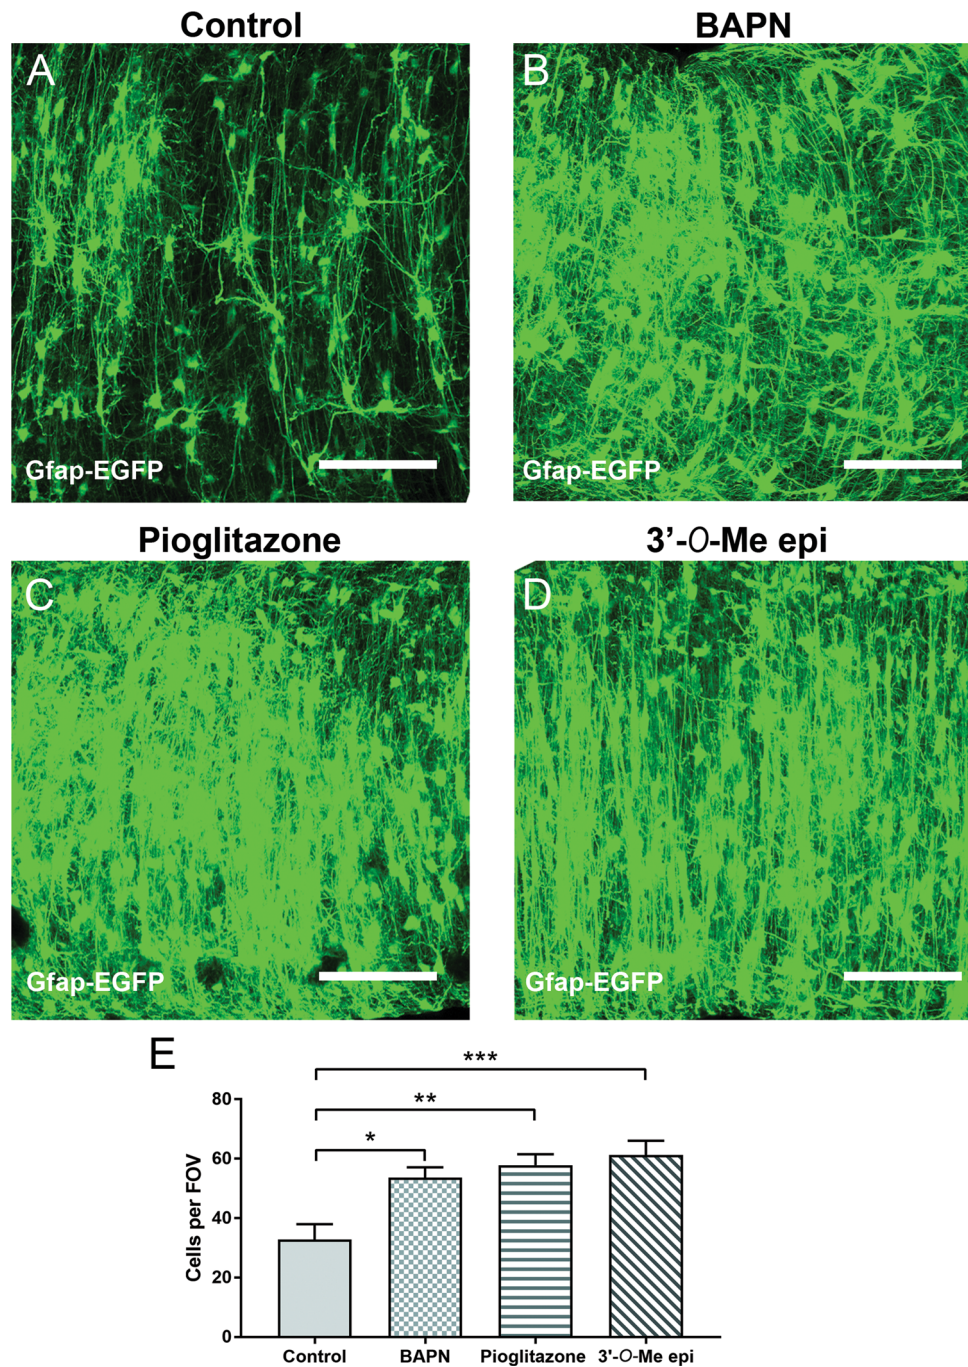 Control
BAPN
A
B
Gfap-EGFP
Gfap-EGFP
Pioglitazone
3’-O-Me epi
C
D
Gfap-EGFP
Gfap-EGFP
E
***
**
*
80
60
40
20
0
Cells per FOV
Control
BAPN
Pioglitazone
3'-O-Me epi